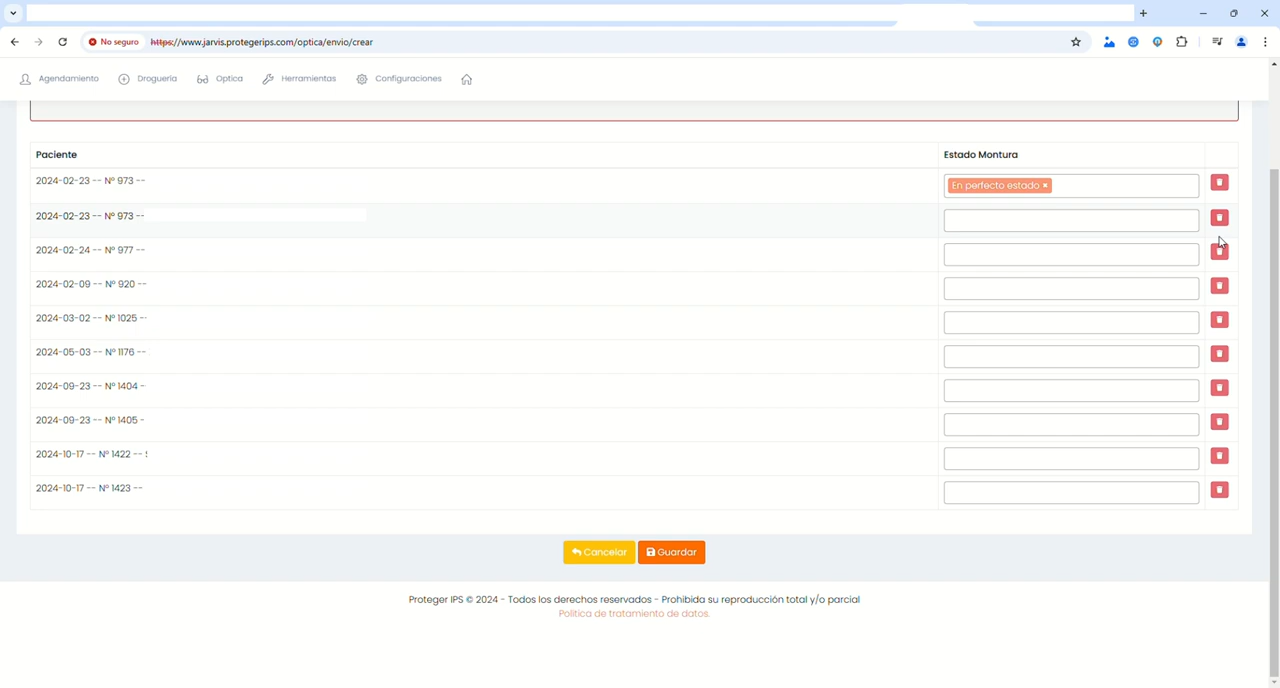 No seguro https://www.jarvis.protegerips.com/optica/envio/crear
Agendamiento Droguería Optica Herramientas Configuraciones
Paciente Estado Montura
2024-02-23 -- Nº 973 -- En perfecto estado ×
2024-02-23 -- Nº 973 --
2024-02-24 -- Nº 977 --
2024-02-09 -- Nº 920 --
2024-03-02 -- Nº 1025 --
2024-05-03 -- Nº 1176 --
2024-09-23 -- Nº 1404 -
2024-09-23 -- Nº 1405 -
2024-10-17 -- Nº 1422 --
2024-10-17 -- Nº 1423 --
Cancelar Guardar
Proteger IPS © 2024 - Todos los derechos reservados - Prohibida su reproducción total y/o parcial
Politica de tratamiento de datos.